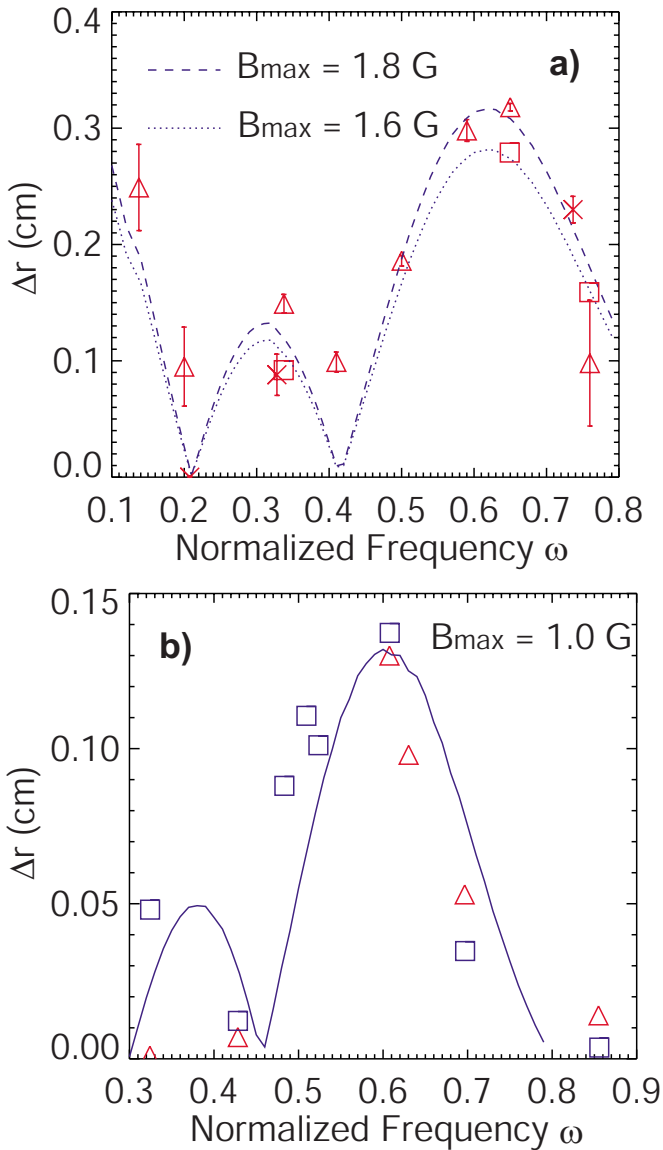 0.4
Bmax = 1.8 G
a)
Bmax = 1.6 G
0.3
0.2
0.1
0.0
Δr (cm)
0.1 0.2 0.3 0.4 0.5 0.6 0.7 0.8
Normalized Frequency ω
0.15
b)
Bmax = 1.0 G
0.10
0.05
0.00
Δr (cm)
0.3 0.4 0.5 0.6 0.7 0.8 0.9
Normalized Frequency ω